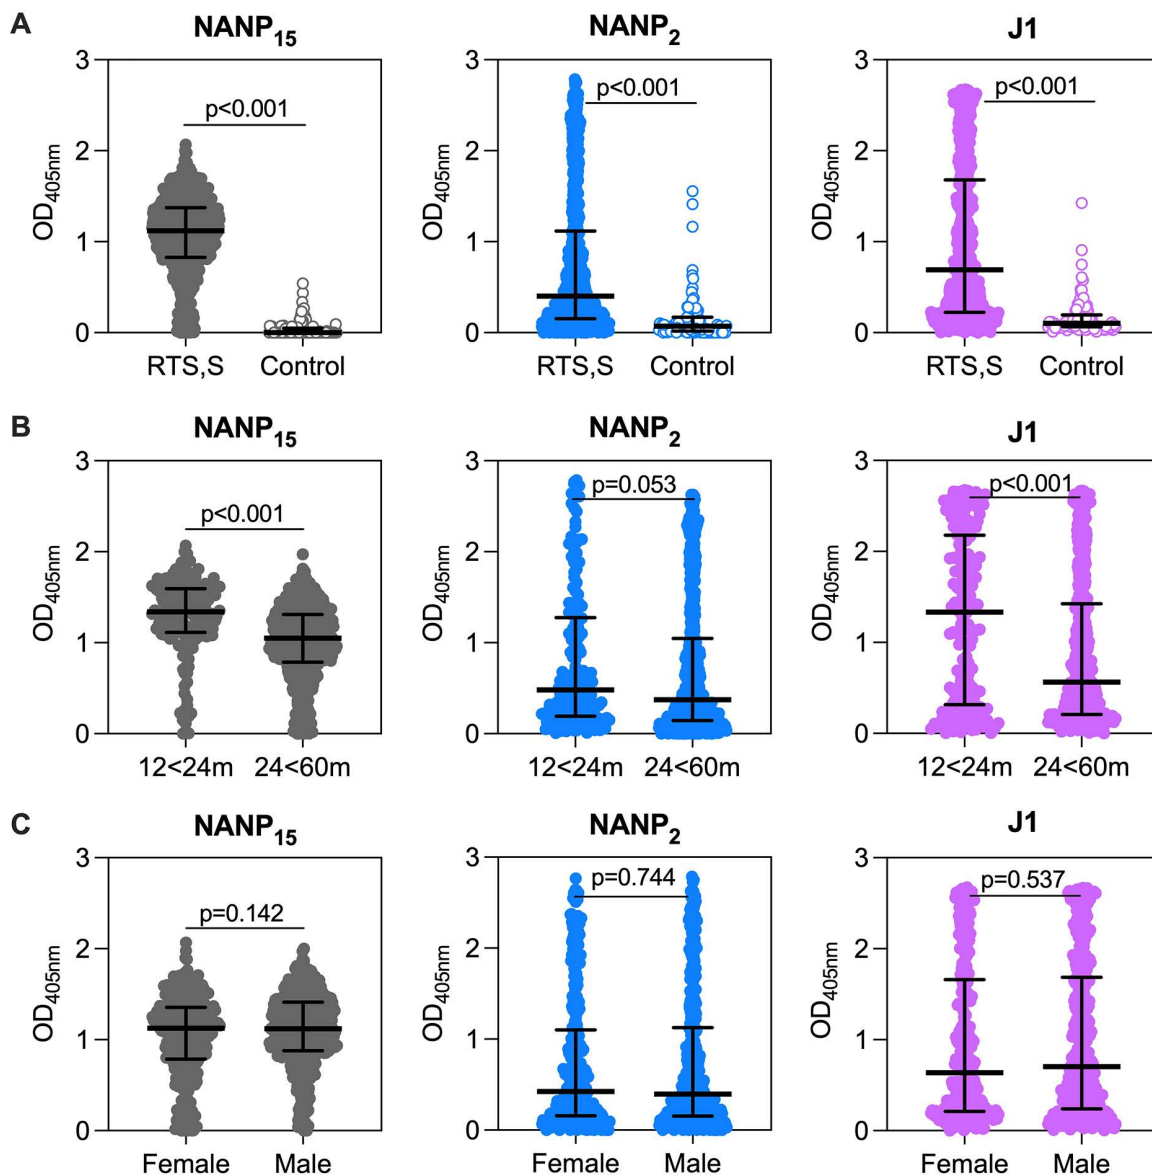 A
NANP15
NANP2
J1
3
2
1
0
OD405nm
p<0.001
RTS,S
Control
3
2
1
0
OD405nm
p<0.001
RTS,S
Control
3
2
1
0
OD405nm
p<0.001
RTS,S
Control
B
NANP15
NANP2
J1
3
2
1
0
OD405nm
p<0.001
12<24m
24<60m
3
2
1
0
OD405nm
p=0.053
12<24m
24<60m
3
2
1
0
OD405nm
p<0.001
12<24m
24<60m
C
NANP15
NANP2
J1
3
2
1
0
OD405nm
p=0.142
Female
Male
3
2
1
0
OD405nm
p=0.744
Female
Male
3
2
1
0
OD405nm
p=0.537
Female
Male